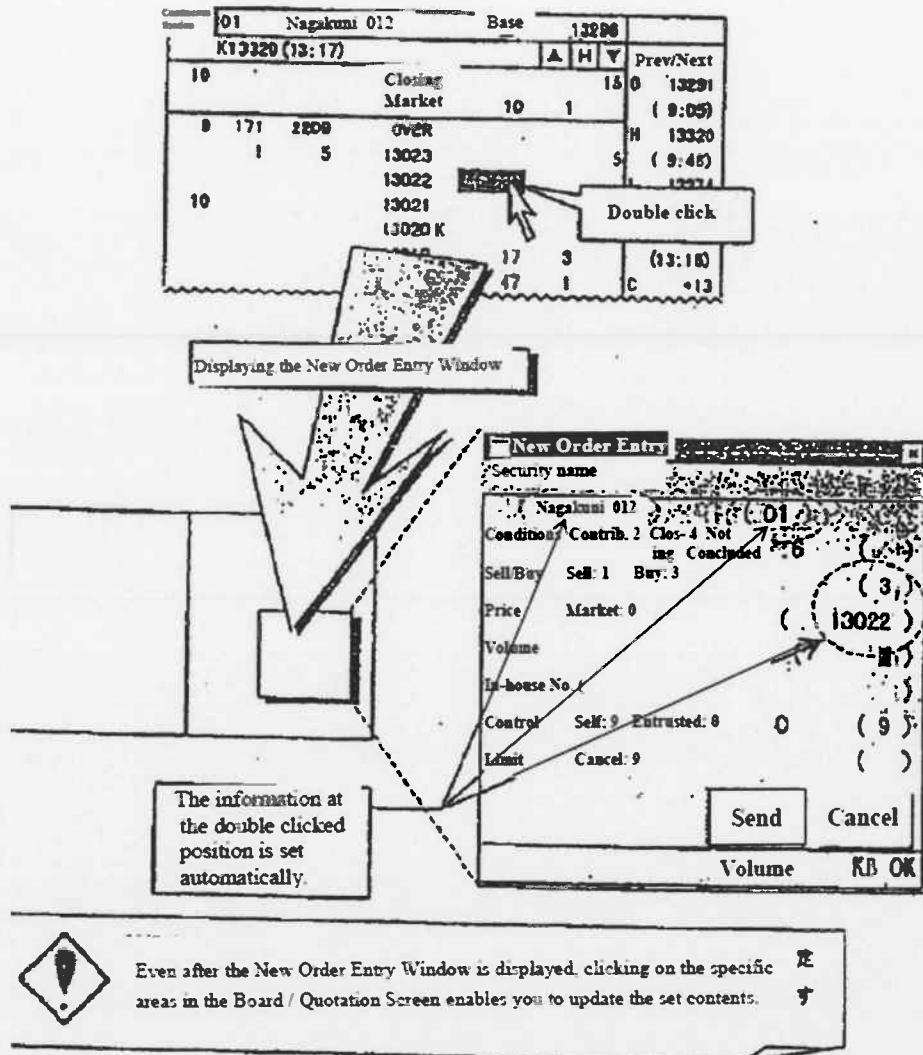 01 Nagakuni 012 Base 13296
K13320 (13:17) ▲ H ▼ Prev/Next
10 Closing 15 O 13291
Market 10 1 ( 9:05)
9 171 2209 OVER H 13320
1 5 13023 5 ( 9:46)
13022
10 13021 Double click
13020 K
17 3 (13:18)
47 1 C +13
Displaying the New Order Entry Window
New Order Entry
Security name
Nagakuni 012 01
Conditions Contrib. 2 Clos- 4 Not
ing Concluded 6
Sell/Buy Sell: 1 Buy: 3 ( 3 )
Price Market: 0 ( 13022 )
Volume
In-house No. (
Control Self: 9 Entrusted: 8 0 ( 9 )
Limit Cancel: 9 ( )
Send Cancel
Volume KB OK
The information at
the double clicked
position is set
automatically.
Even after the New Order Entry Window is displayed, clicking on the specific 定
areas in the Board / Quotation Screen enables you to update the set contents. す